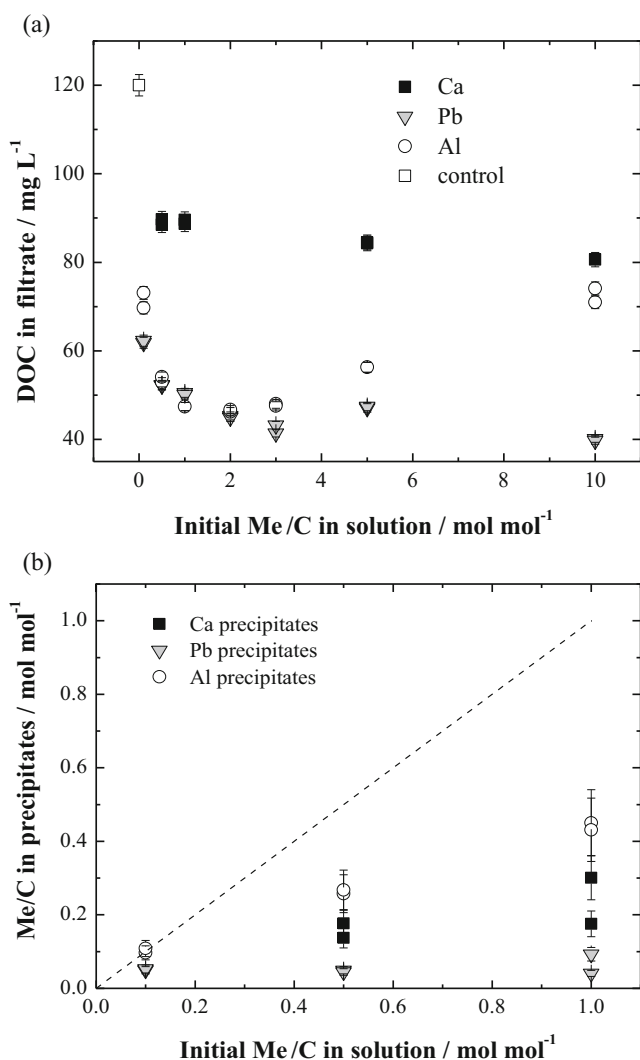 (a)
120
100
80
60
40
DOC in filtrate / mg L⁻¹
Ca
Pb
Al
control
0 2 4 6 8 10
Initial Me/C in solution / mol mol⁻¹
(b)
1.0
0.8
0.6
0.4
0.2
0.0
Me/C in precipitates / mol mol⁻¹
Ca precipitates
Pb precipitates
Al precipitates
0.0 0.2 0.4 0.6 0.8 1.0
Initial Me/C in solution / mol mol⁻¹